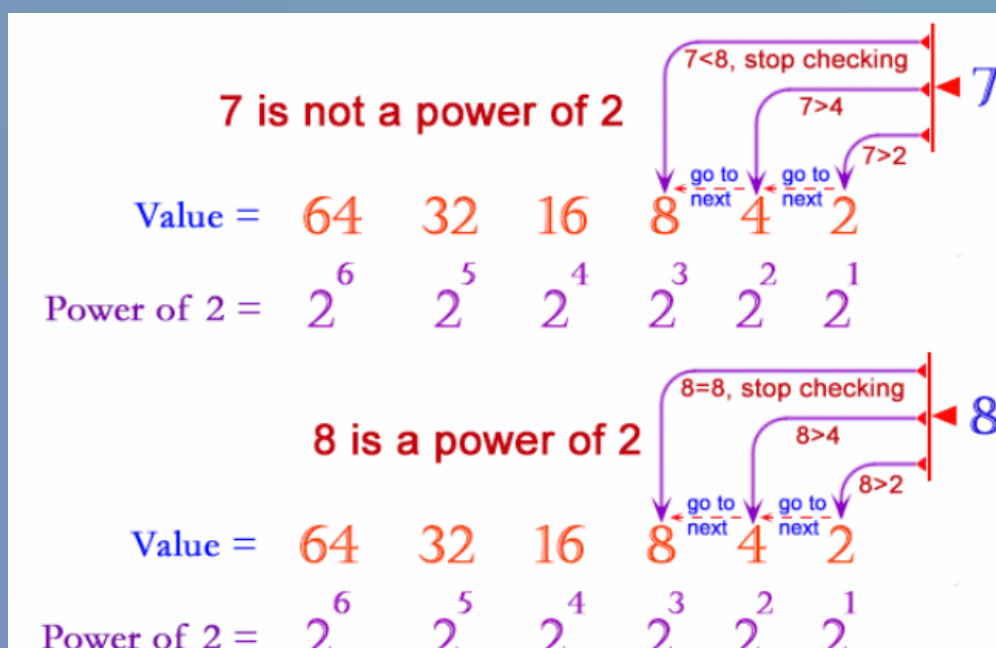 7<8, stop checking
7 is not a power of 2
7>4
7
7>2
go to next go to next
Value = 64 32 16 8 4 2
Power of 2 = 2^6 2^5 2^4 2^3 2^2 2^1
8=8, stop checking
8 is a power of 2
8>4
8
8>2
go to next go to next
Value = 64 32 16 8 4 2
Power of 2 = 2^6 2^5 2^4 2^3 2^2 2^1